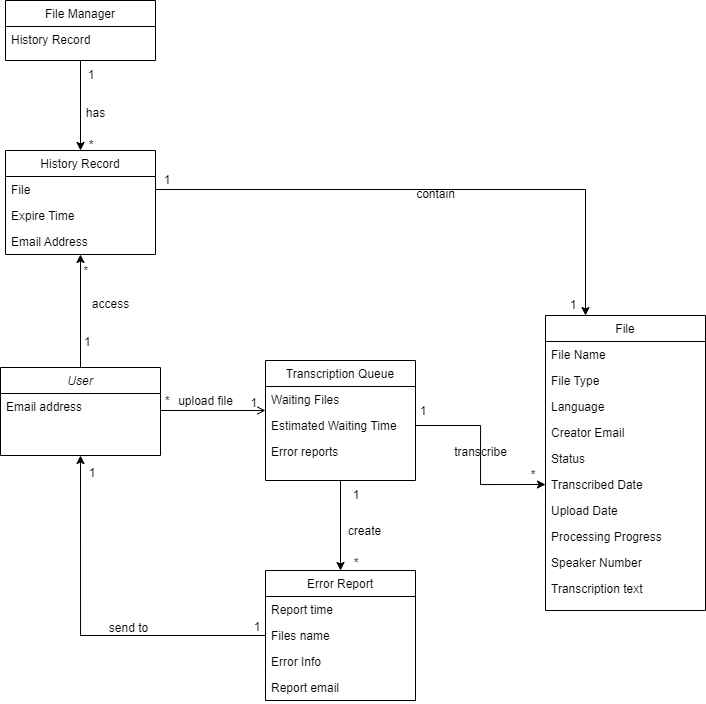 File Manager
History Record
1
has
*
History Record
File
Expire Time
Email Address
1
contain
1
*
access
1
User
Email address
*
upload file
1
Transcription Queue
Waiting Files
Estimated Waiting Time
Error reports
1
transcribe
*
File
File Name
File Type
Language
Creator Email
Status
Transcribed Date
Upload Date
Processing Progress
Speaker Number
Transcription text
1
create
*
Error Report
Report time
Files name
Error Info
Report email
1
send to
1